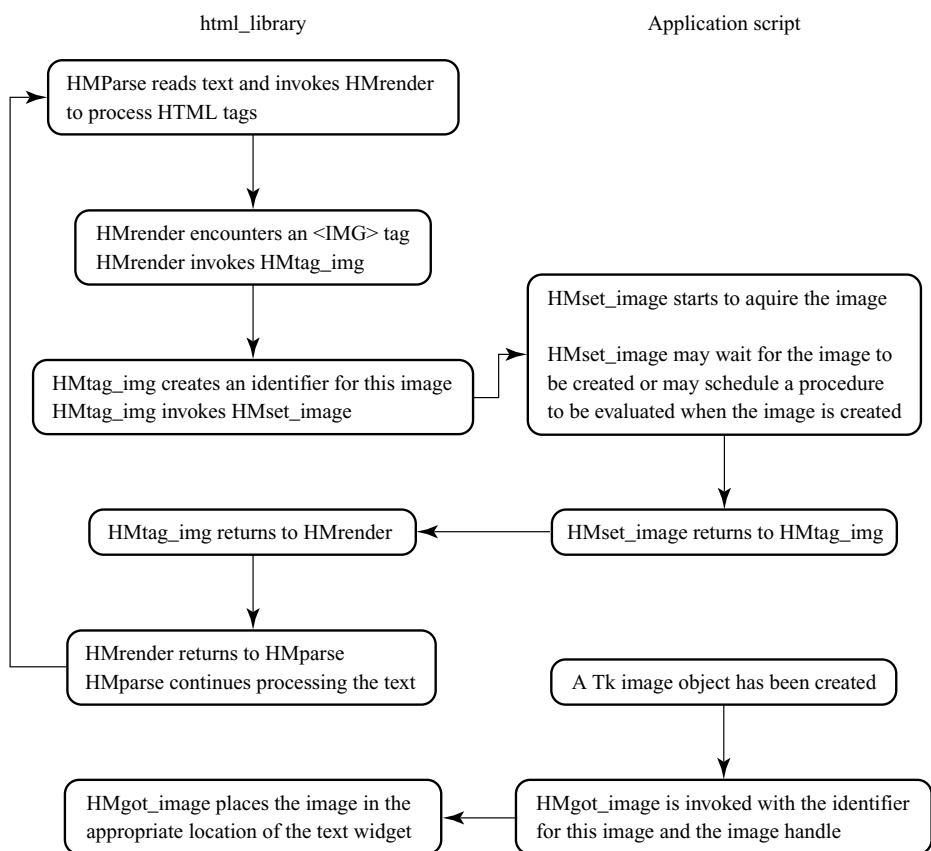 html_library
Application script
HMParse reads text and invokes HMrender
to process HTML tags
HMrender encounters an <IMG> tag
HMrender invokes HMtag_img
HMtag_img creates an identifier for this image
HMtag_img invokes HMset_image
HMset_image starts to aquire the image
HMset_image may wait for the image to
be created or may schedule a procedure
to be evaluated when the image is created
HMset_image returns to HMtag_img
HMtag_img returns to HMrender
HMrender returns to HMparse
HMparse continues processing the text
A Tk image object has been created
HMgot_image is invoked with the identifier
for this image and the image handle
HMgot_image places the image in the
appropriate location of the text widget